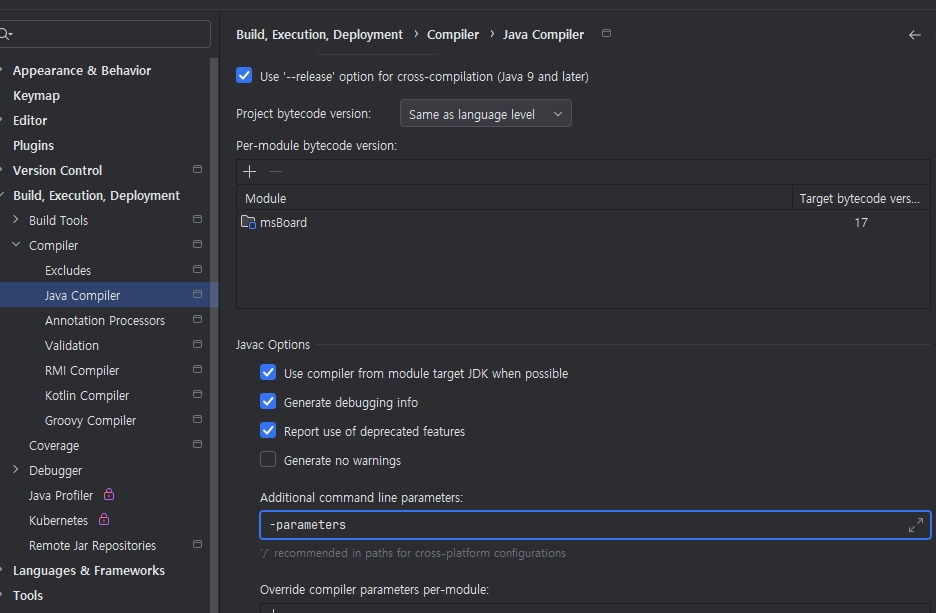 Build, Execution, Deployment › Compiler › Java Compiler
Appearance & Behavior
Keymap
Editor
Plugins
Version Control
Build, Execution, Deployment
Build Tools
Compiler
Excludes
Java Compiler
Annotation Processors
Validation
RMI Compiler
Kotlin Compiler
Groovy Compiler
Coverage
Debugger
Java Profiler
Kubernetes
Remote Jar Repositories
Languages & Frameworks
Tools
Use '--release' option for cross-compilation (Java 9 and later)
Project bytecode version: Same as language level
Per-module bytecode version:
Module Target bytecode vers...
msBoard 17
Javac Options
Use compiler from module target JDK when possible
Generate debugging info
Report use of deprecated features
Generate no warnings
Additional command line parameters:
-parameters
'/' recommended in paths for cross-platform configurations
Override compiler parameters per-module: